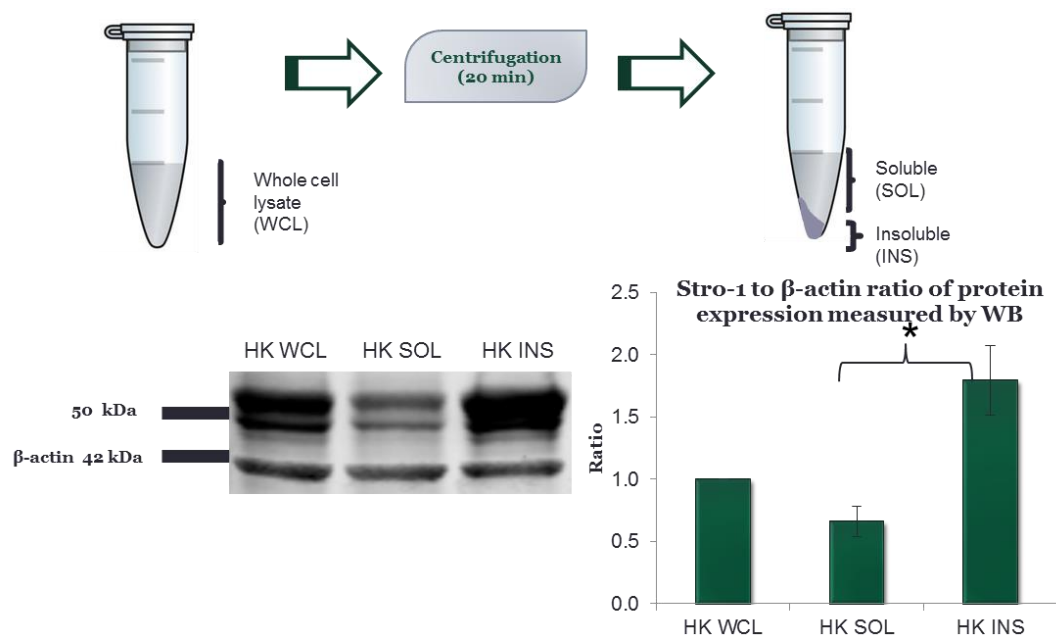 Centrifugation
(20 min)
Whole cell
lysate
(WCL)
Soluble
(SOL)
Insoluble
(INS)
HK WCL HK SOL HK INS
50 kDa
β-actin 42 kDa
Stro-1 to β-actin ratio of protein
expression measured by WB
*
Ratio
2.5
2.0
1.5
1.0
0.5
0.0
HK WCL HK SOL HK INS